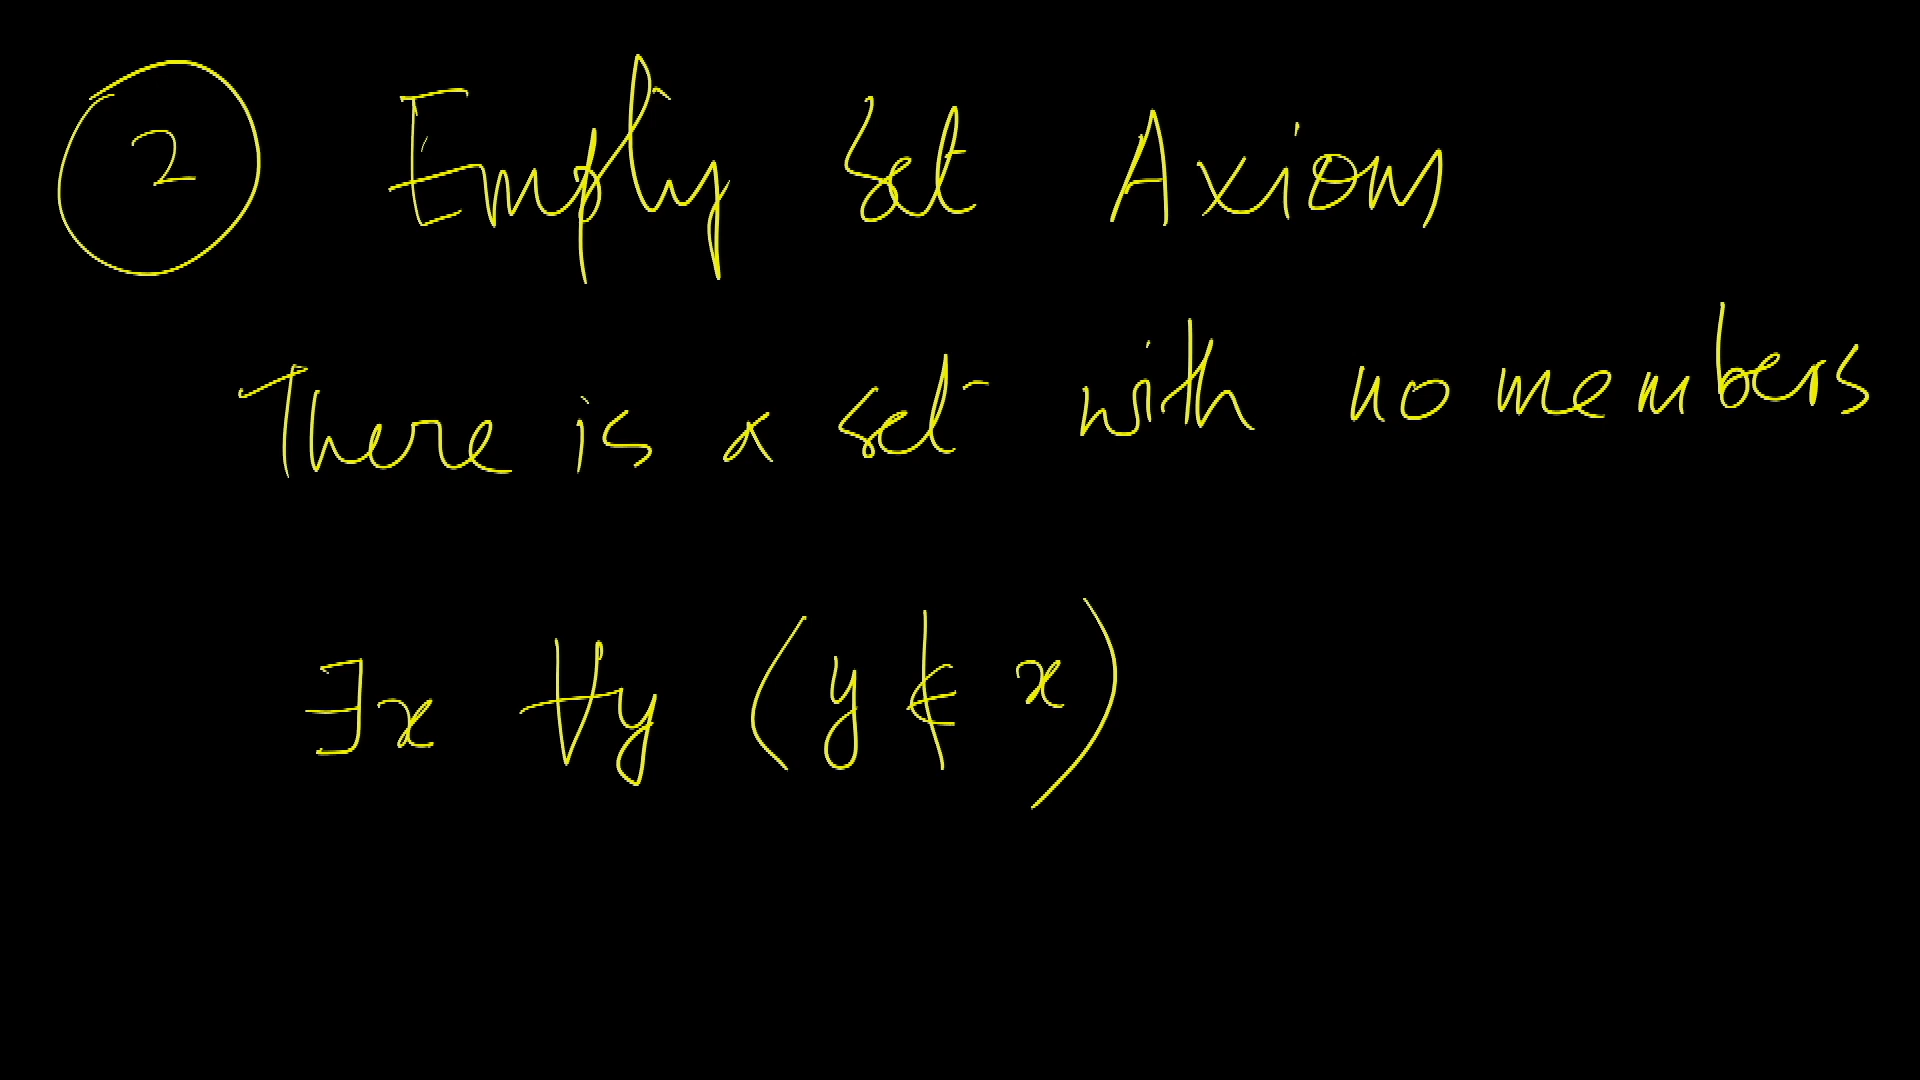 2 Empty Set Axiom
There is a set with no members
∃x ∀y (y ∉ x)